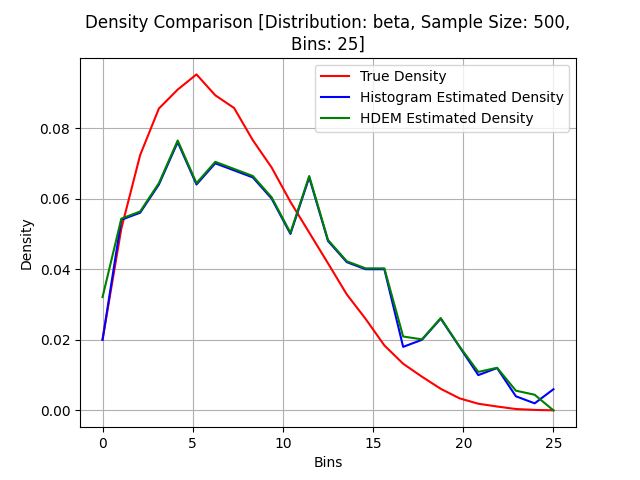 Density Comparison [Distribution: beta, Sample Size: 500,
Bins: 25]
True Density
Histogram Estimated Density
HDEM Estimated Density
Density
0.08
0.06
0.04
0.02
0.00
0 5 10 15 20 25
Bins